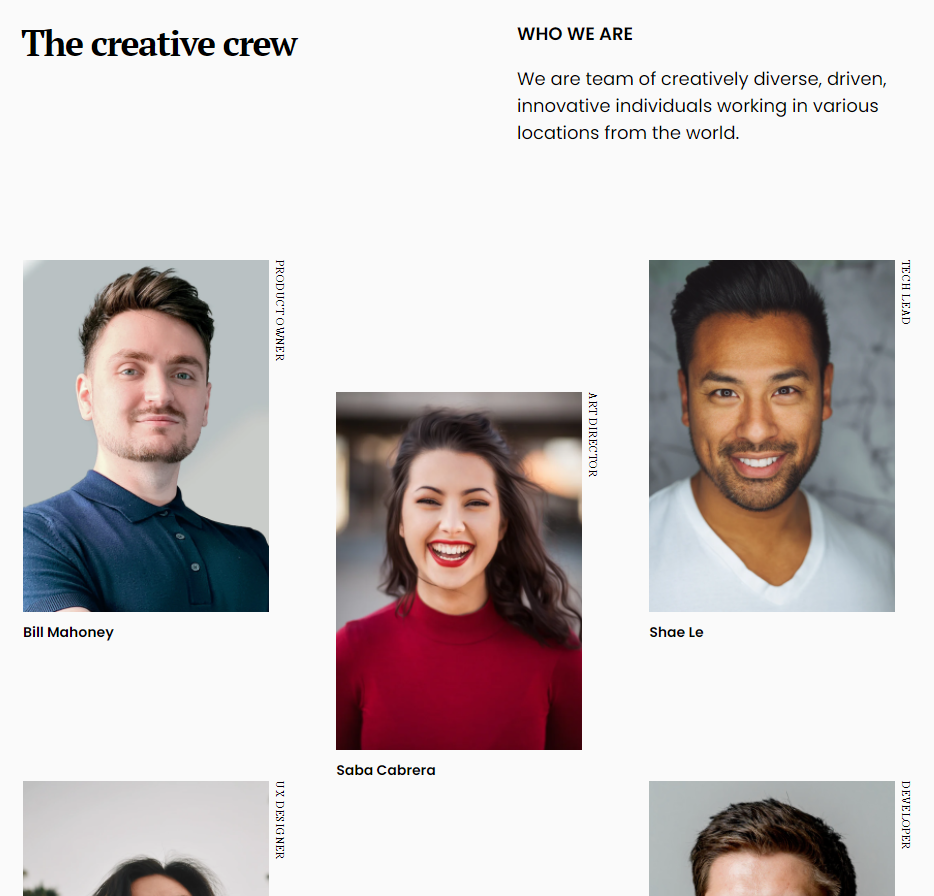 The creative crew
WHO WE ARE
We are team of creatively diverse, driven,
innovative individuals working in various
locations from the world.
PRODUCT OWNER
Bill Mahoney
ART DIRECTOR
Saba Cabrera
TECH LEAD
Shae Le
UX DESIGNER
DEVELOPER